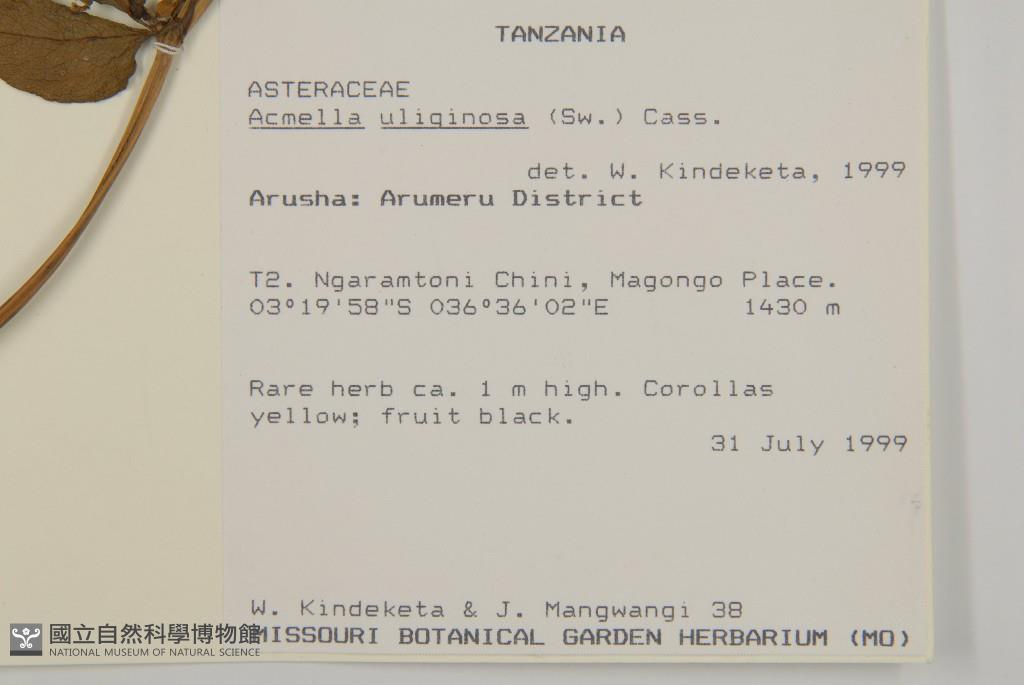 TANZANIA
ASTERACEAE
Acmella uliginosa (Sw.) Cass.
det. W. Kindeketa, 1999
Arusha: Arumeru District
T2. Ngaramtoni Chini, Magongo Place.
03°19'58"S 036°36'02"E 1430 m
Rare herb ca. 1 m high. Corollas
yellow; fruit black.
31 July 1999
W. Kindeketa & J. Mangwangi 38
MISSOURI BOTANICAL GARDEN HERBARIUM (MO)
國立自然科學博物館
NATIONAL MUSEUM OF NATURAL SCIENCE